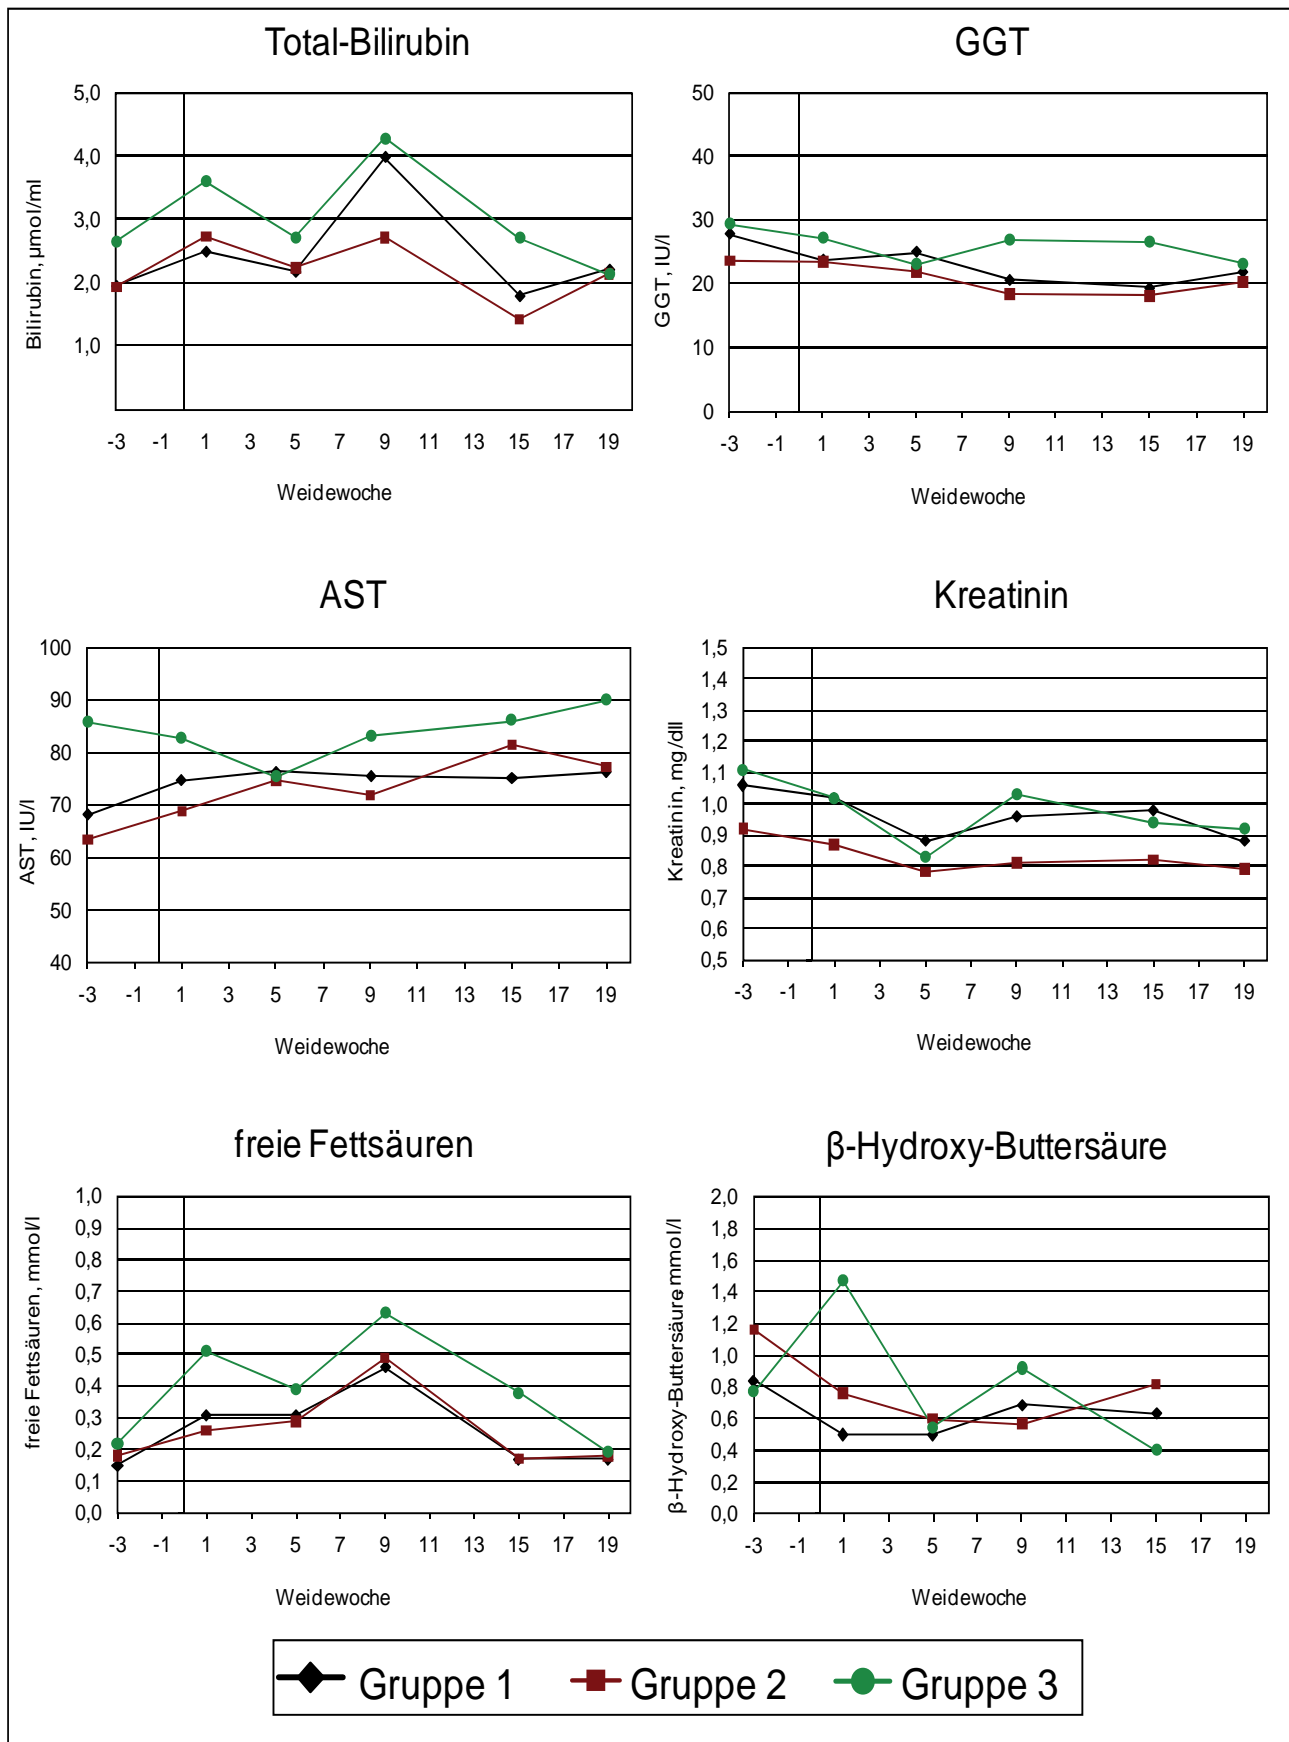 Total-Bilirubin
Bilirubin, µmol/ml
5,0
4,0
3,0
2,0
1,0
-3 -1 1 3 5 7 9 11 13 15 17 19
Weidewoche
GGT
GGT, IU/l
50
40
30
20
10
0
-3 -1 1 3 5 7 9 11 13 15 17 19
Weidewoche
AST
AST, IU/l
100
90
80
70
60
50
40
-3 -1 1 3 5 7 9 11 13 15 17 19
Weidewoche
Kreatinin
Kreatinin, mg/dll
1,5
1,4
1,3
1,2
1,1
1,0
0,9
0,8
0,7
0,6
0,5
-3 -1 1 3 5 7 9 11 13 15 17 19
Weidewoche
freie Fettsäuren
freie Fettsäuren, mmol/l
1,0
0,9
0,8
0,7
0,6
0,5
0,4
0,3
0,2
0,1
0,0
-3 -1 1 3 5 7 9 11 13 15 17 19
Weidewoche
β-Hydroxy-Buttersäure
β-Hydroxy-Buttersäure, mmol/l
2,0
1,8
1,6
1,4
1,2
1,0
0,8
0,6
0,4
0,2
0,0
-3 -1 1 3 5 7 9 11 13 15 17 19
Weidewoche
Gruppe 1 Gruppe 2 Gruppe 3